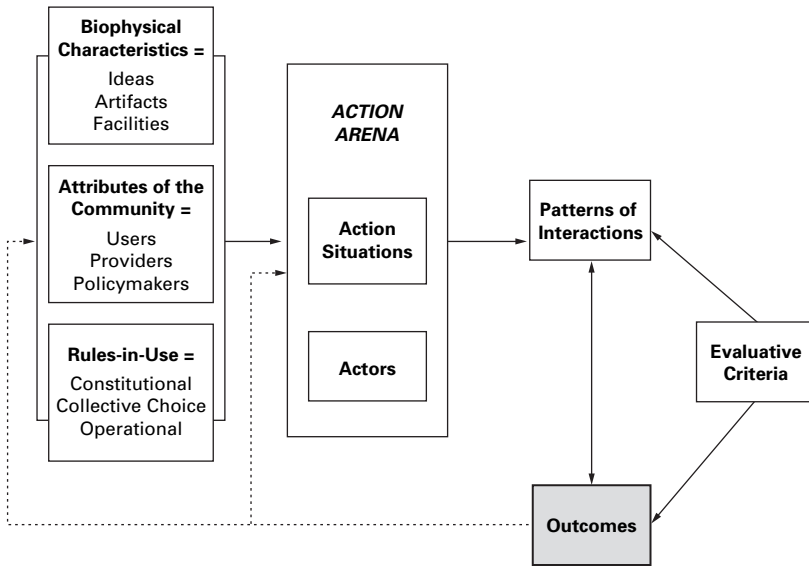 Biophysical
Characteristics =
Ideas
Artifacts
Facilities
Attributes of the
Community =
Users
Providers
Policymakers
Rules-in-Use =
Constitutional
Collective Choice
Operational
ACTION
ARENA
Action
Situations
Actors
Patterns of
Interactions
Evaluative
Criteria
Outcomes